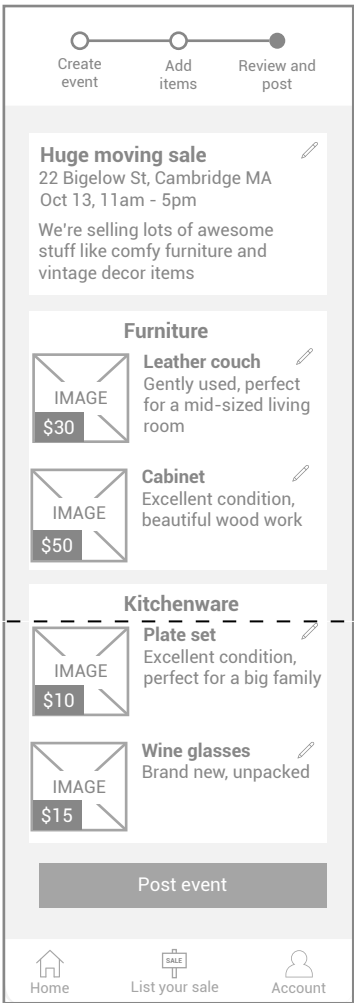 Create
event
Add
items
Review and
post
Huge moving sale
22 Bigelow St, Cambridge MA
Oct 13, 11am - 5pm
We're selling lots of awesome
stuff like comfy furniture and
vintage decor items
Furniture
IMAGE
$30
Leather couch
Gently used, perfect
for a mid-sized living
room
IMAGE
$50
Cabinet
Excellent condition,
beautiful wood work
Kitchenware
IMAGE
$10
Plate set
Excellent condition,
perfect for a big family
IMAGE
$15
Wine glasses
Brand new, unpacked
Post event
Home
SALE
List your sale
Account